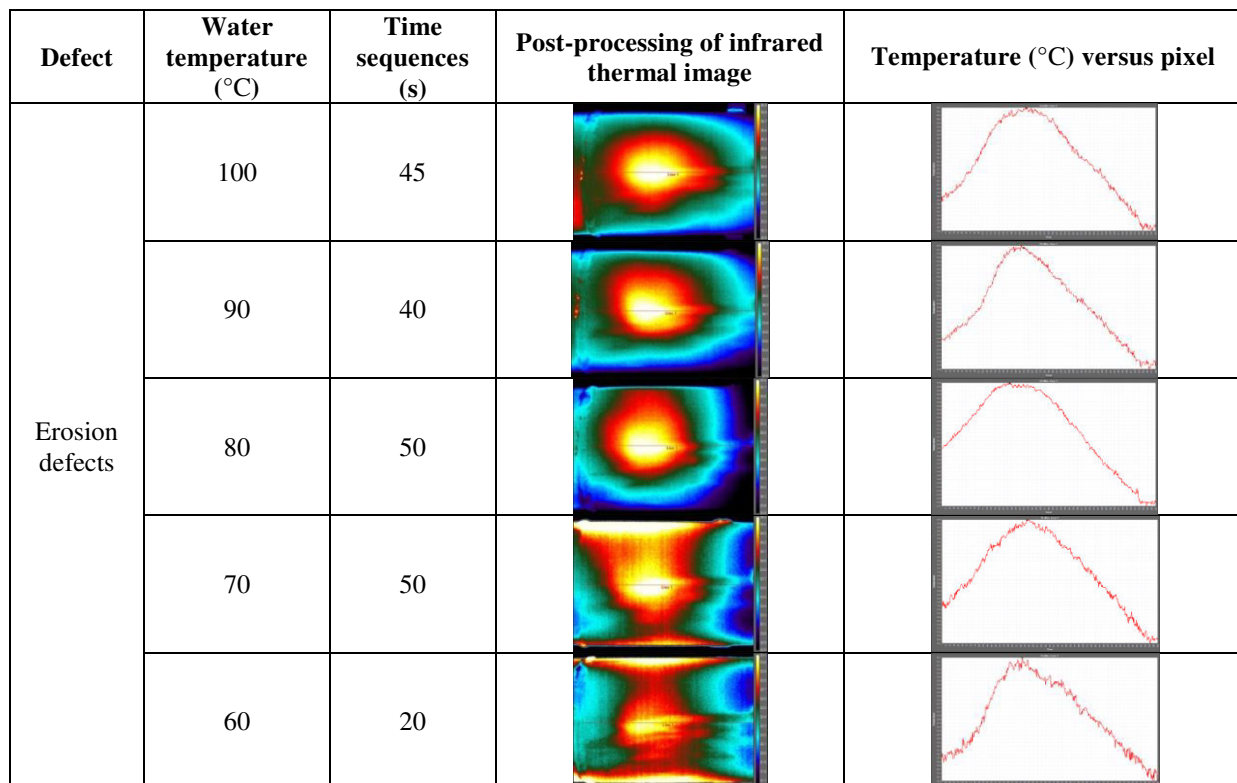 Defect
Water
temperature
(°C)
Time
sequences
(s)
Post-processing of infrared
thermal image
Temperature (°C) versus pixel
Erosion
defects
100
45
90
40
80
50
70
50
60
20